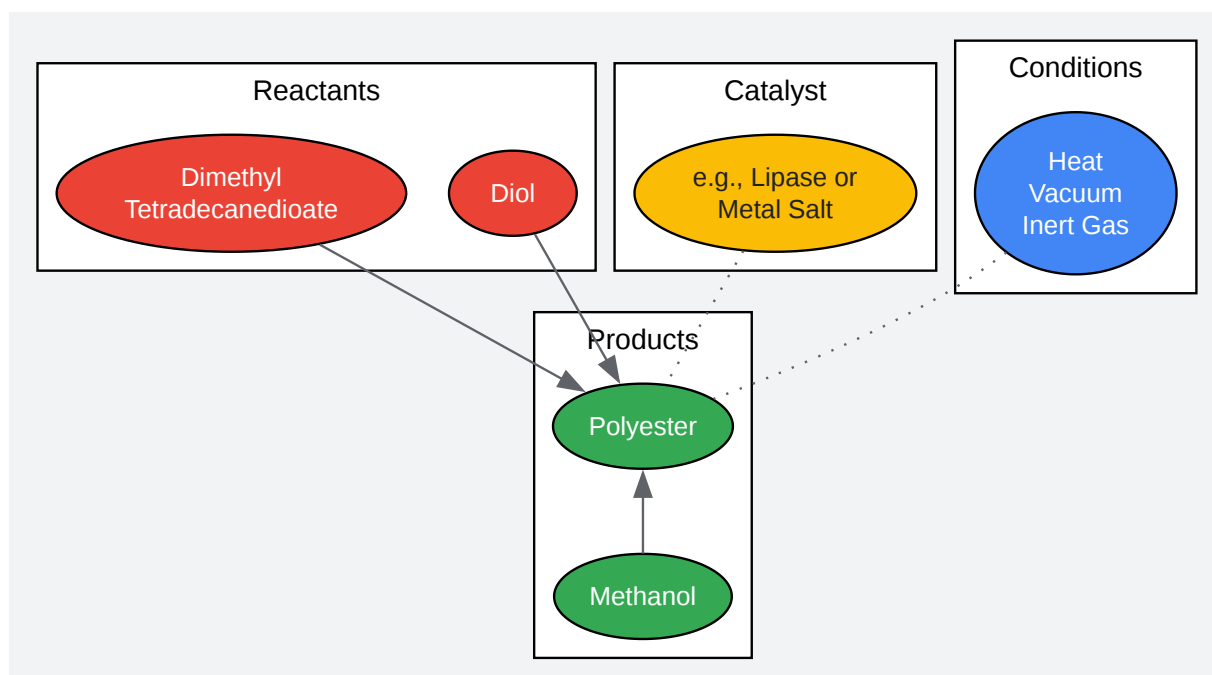 Reactants
Dimethyl
Tetradecanedioate
Diol
Catalyst
e.g., Lipase or
Metal Salt
Conditions
Heat
Vacuum
Inert Gas
Products
Polyester
Methanol